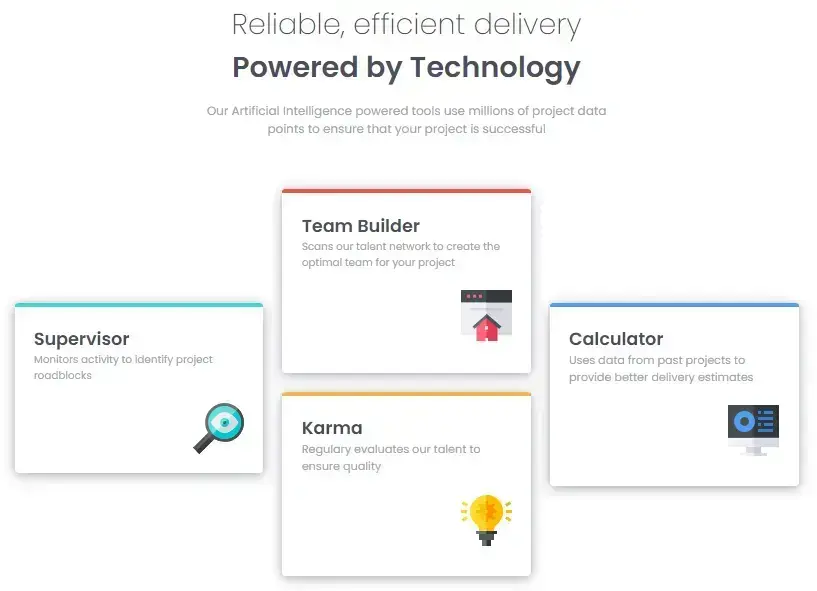 Reliable, efficient delivery
Powered by Technology
Our Artificial Intelligence powered tools use millions of project data
points to ensure that your project is successful
Supervisor
Monitors activity to identify project
roadblocks
Team Builder
Scans our talent network to create the
optimal team for your project
Karma
Regulary evaluates our talent to
ensure quality
Calculator
Uses data from past projects to
provide better delivery estimates